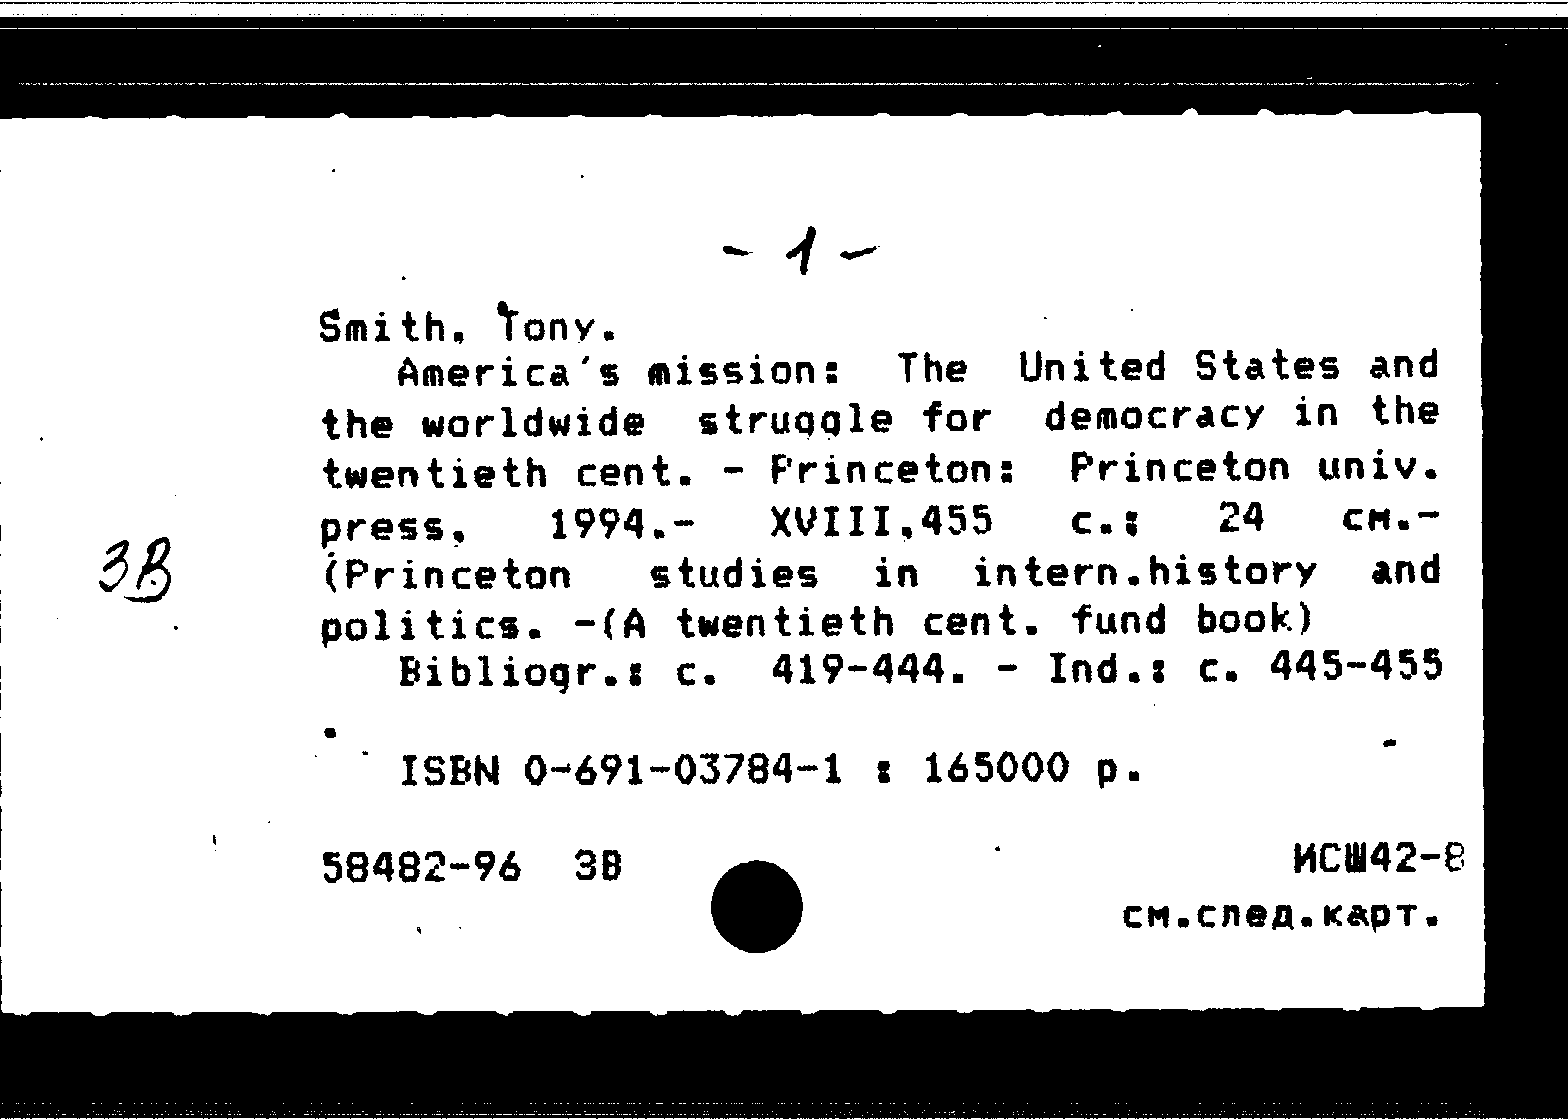 - 1 -
Smith, Tony.
America's mission: The United States and
the worldwide struggle for democracy in the
twentieth cent. - Princeton: Princeton univ.
press, 1994.- XVIII,455 с.; 24 см.-
(Princeton studies in intern.history and
politics. -(A twentieth cent. fund book)
Bibliogr.: с. 419-444. - Ind.: с. 445-455
.
ISBN 0-691-03784-1 : 165000 р.
ЗВ
58482-96 ЗВ
ИСШ42-8
см.след.карт.